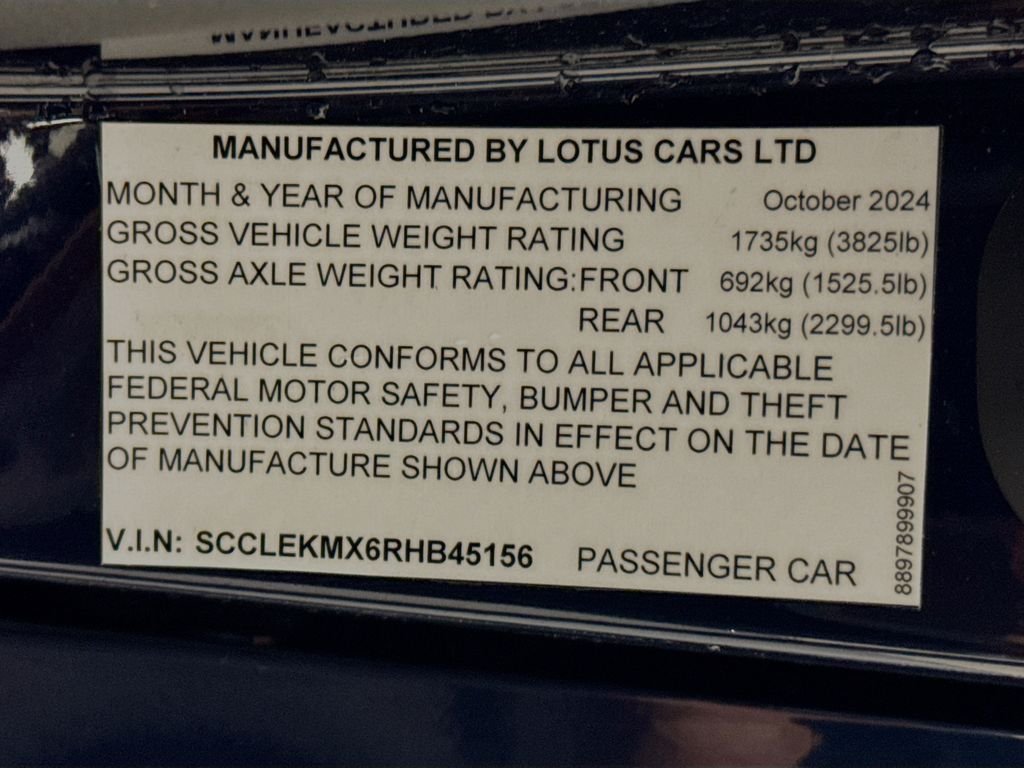 MANUFACTURED BY LOTUS CARS LTD
MONTH & YEAR OF MANUFACTURING October 2024
GROSS VEHICLE WEIGHT RATING 1735kg (3825lb)
GROSS AXLE WEIGHT RATING: FRONT 692kg (1525.5lb)
REAR 1043kg (2299.5lb)
THIS VEHICLE CONFORMS TO ALL APPLICABLE
FEDERAL MOTOR SAFETY, BUMPER AND THEFT
PREVENTION STANDARDS IN EFFECT ON THE DATE
OF MANUFACTURE SHOWN ABOVE
V.I.N: SCCLEKMX6RHB45156 PASSENGER CAR
8897899907